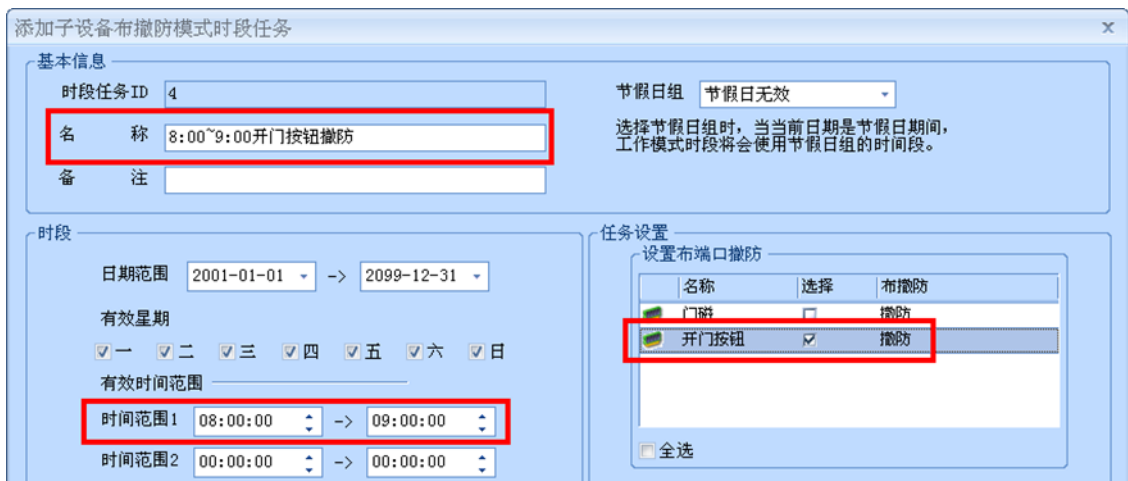 添加子设备布撤防模式时段任务
x
基本信息
时段任务ID 4
节假日组 节假日无效
名 称 8:00~9:00开门按钮撤防
选择节假日组时，当当前日期是节假日期间，
工作模式时段将会使用节假日组的时间段。
备 注
时段
日期范围 2001-01-01 -> 2099-12-31
有效星期
一 二 三 四 五 六 日
有效时间范围
时间范围1 08:00:00 -> 09:00:00
时间范围2 00:00:00 -> 00:00:00
任务设置
设置布端口撤防
名称 选择 布撤防
门磁 撤防
开门按钮 撤防
全选